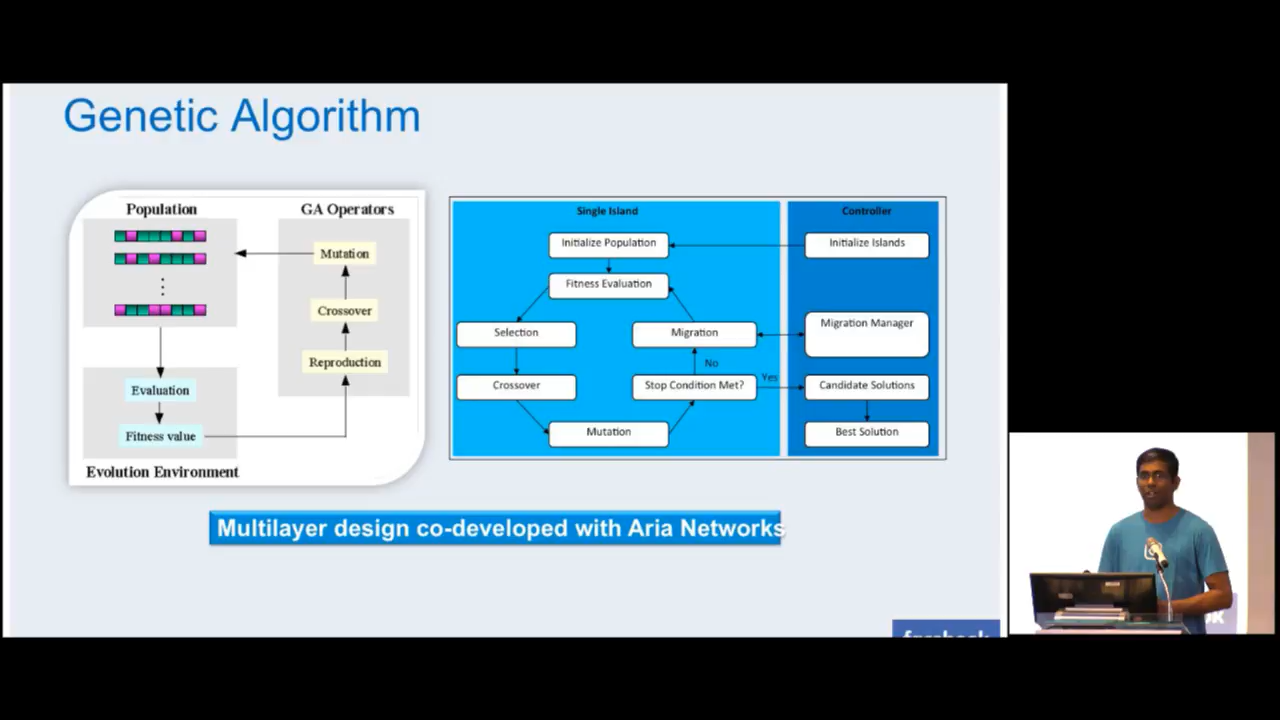 Genetic Algorithm
Population
GA Operators
Mutation
Crossover
Reproduction
Evaluation
Fitness value
Evolution Environment
Single Island
Controller
Initialize Population
Initialize Islands
Fitness Evaluation
Selection
Migration
Migration Manager
No
Crossover
Stop Condition Met?
Yes
Candidate Solutions
Mutation
Best Solution
Multilayer design co-developed with Aria Networks
facebook